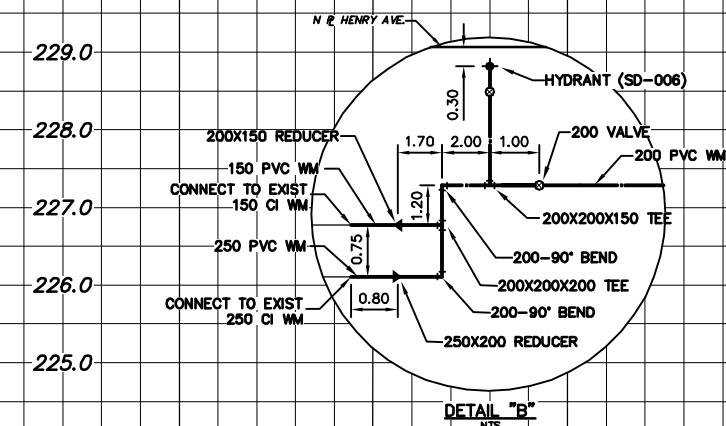 N ℞ HENRY AVE.
229.0
HYDRANT (SD-006)
0.30
228.0
200X150 REDUCER
1.70
2.00
1.00
200 VALVE
150 PVC WM
200 PVC WM
CONNECT TO EXIST
150 CI WM
227.0
1.20
200X200X150 TEE
0.75
250 PVC WM
200-90° BEND
226.0
200X200X200 TEE
CONNECT TO EXIST
250 CI WM
0.80
200-90° BEND
250X200 REDUCER
225.0
DETAIL "B"
NTS